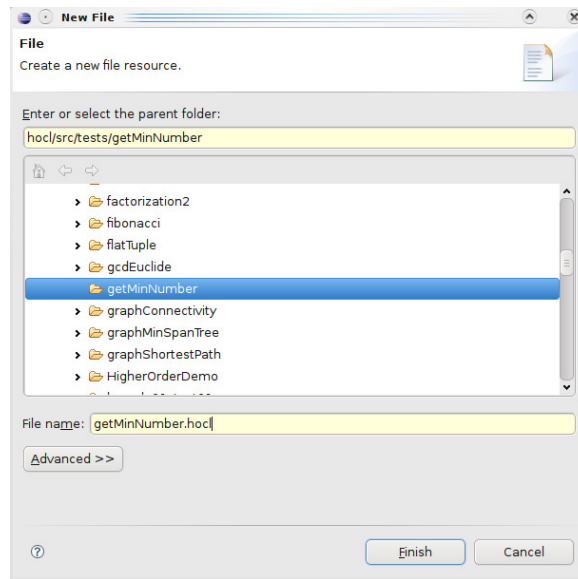 New File
File
Create a new file resource.
Enter or select the parent folder:
hocl/src/tests/getMinNumber
factorization2
fibonacci
flatTuple
gcdEuclide
getMinNumber
graphConnectivity
graphMinSpanTree
graphShortestPath
HigherOrderDemo
File name: getMinNumber.hocl
Advanced >>
Finish Cancel